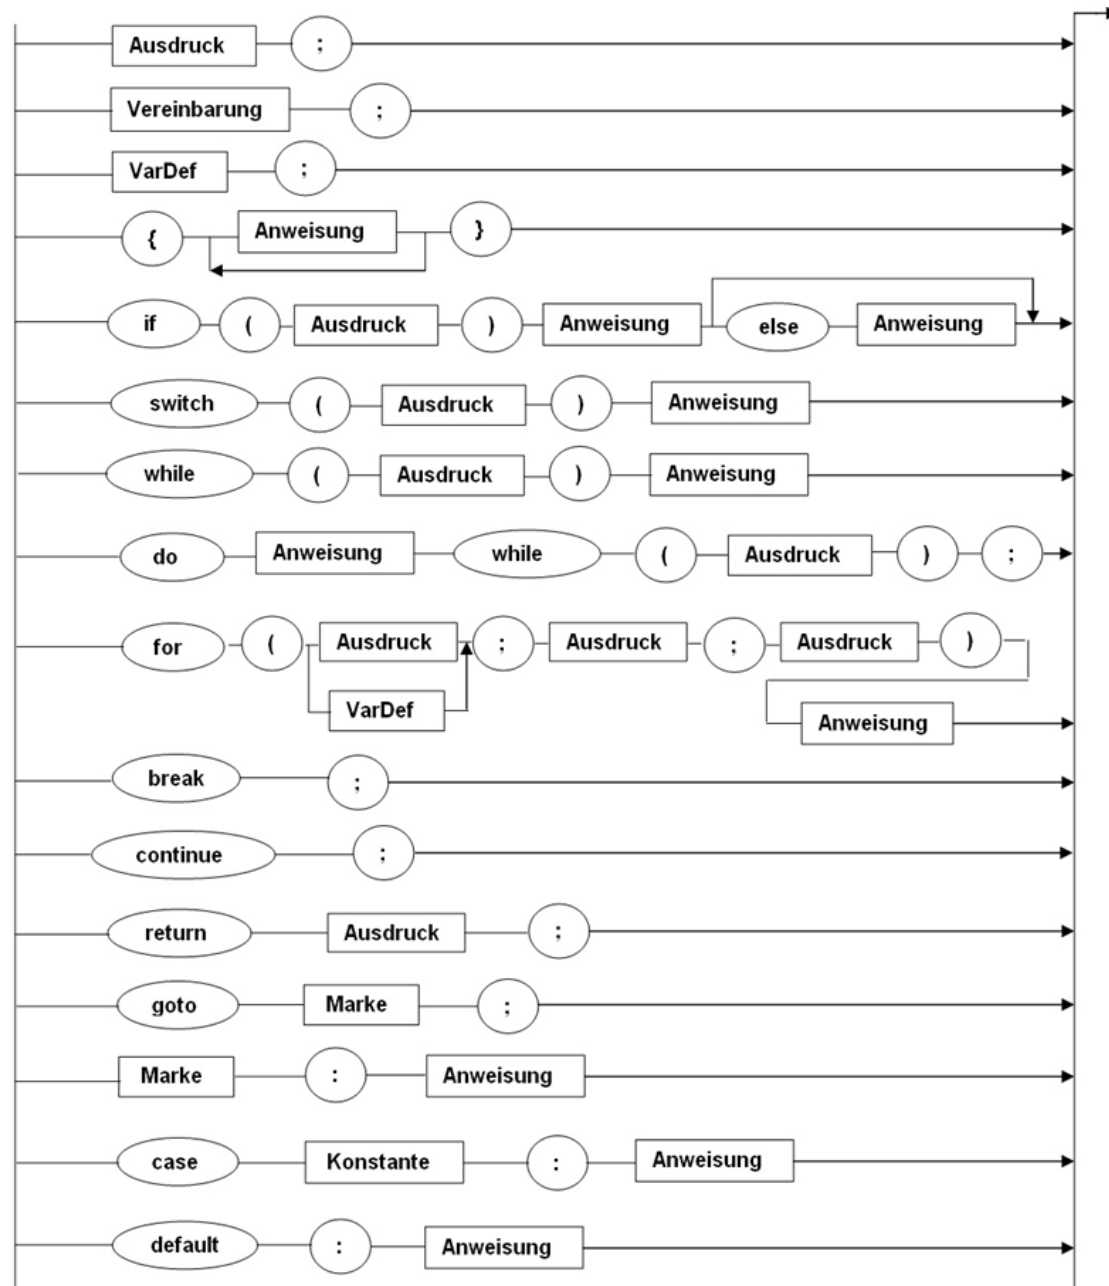 Ausdruck ;
Vereinbarung ;
VarDef ;
{ Anweisung }
if ( Ausdruck ) Anweisung else Anweisung
switch ( Ausdruck ) Anweisung
while ( Ausdruck ) Anweisung
do Anweisung while ( Ausdruck ) ;
for ( Ausdruck ; Ausdruck ; Ausdruck )
VarDef Anweisung
break ;
continue ;
return Ausdruck ;
goto Marke ;
Marke : Anweisung
case Konstante : Anweisung
default : Anweisung